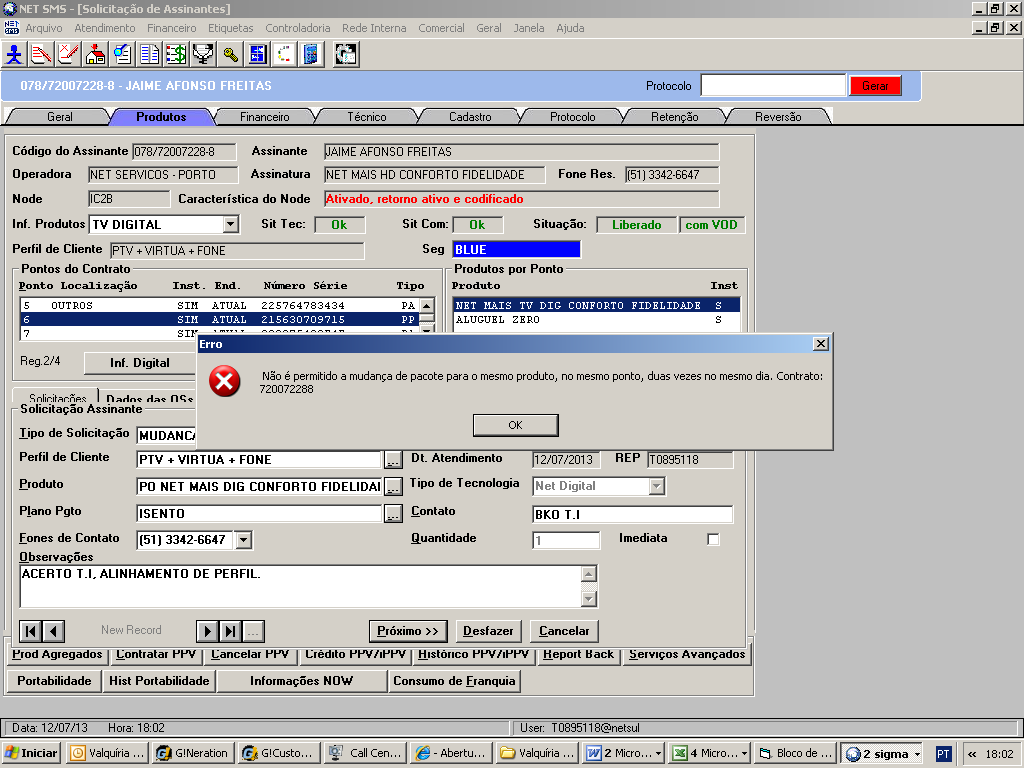 NET SMS - [Solicitação de Assinantes]
Arquivo Atendimento Financeiro Etiquetas Controladoria Rede Interna Comercial Geral Janela Ajuda
078/72007228-8 - JAIME AFONSO FREITAS
Protocolo Gerar
Geral Produtos Financeiro Técnico Cadastro Protocolo Retenção Reversão
Código do Assinante 078/72007228-8 Assinante JAIME AFONSO FREITAS
Operadora NET SERVICOS - PORTO Assinatura NET MAIS HD CONFORTO FIDELIDADE Fone Res. (51) 3342-6647
Node IC2B Característica do Node Ativado, retorno ativo e codificado
Inf. Produtos TV DIGITAL Sit Tec: Ok Sit Com: Ok Situação: Liberado com VOD
Perfil de Cliente PTV + VIRTUA + FONE Seg BLUE
Pontos do Contrato Produtos por Ponto
Ponto Localização Inst. End. Número Série Tipo Produto Inst
5 OUTROS SIM ATUAL 225764783434 PA NET MAIS TV DIG CONFORTO FIDELIDADE S
6 SIM ATUAL 215630709715 PP ALUGUEL ZERO S
7 SIM ATUAL
Erro
Reg.2/4 Inf. Digital
Não é permitido a mudança de pacote para o mesmo produto, no mesmo ponto, duas vezes no mesmo dia. Contrato:
720072288
OK
Solicitações Dados das OSs
Solicitação Assinante
Tipo de Solicitação MUDANCA
Perfil de Cliente PTV + VIRTUA + FONE ... Dt. Atendimento 12/07/2013 REP T0895118
Produto PO NET MAIS DIG CONFORTO FIDELIDAI ... Tipo de Tecnologia Net Digital
Plano Pgto ISENTO ... Contato BKO T.I
Fones de Contato (51) 3342-6647 Quantidade 1 Imediata
Observações
ACERTO T.I, ALINHAMENTO DE PERFIL.
New Record ... Próximo >> Desfazer Cancelar
Prod Agregados Contratar PPV Cancelar PPV Crédito PPV/iPPV Histórico PPV/iPPV Report Back Serviços Avançados
Portabilidade Hist Portabilidade Informações NOW Consumo de Franquia
Data: 12/07/13 Hora: 18:02 User: T0895118@netsul
Iniciar Valquíria ... G!Neration G!Custo... Call Cen... - Abertu... Valquíria ... 2 Micro... 4 Micro... Bloco de ... 2 sigma PT « 18:02